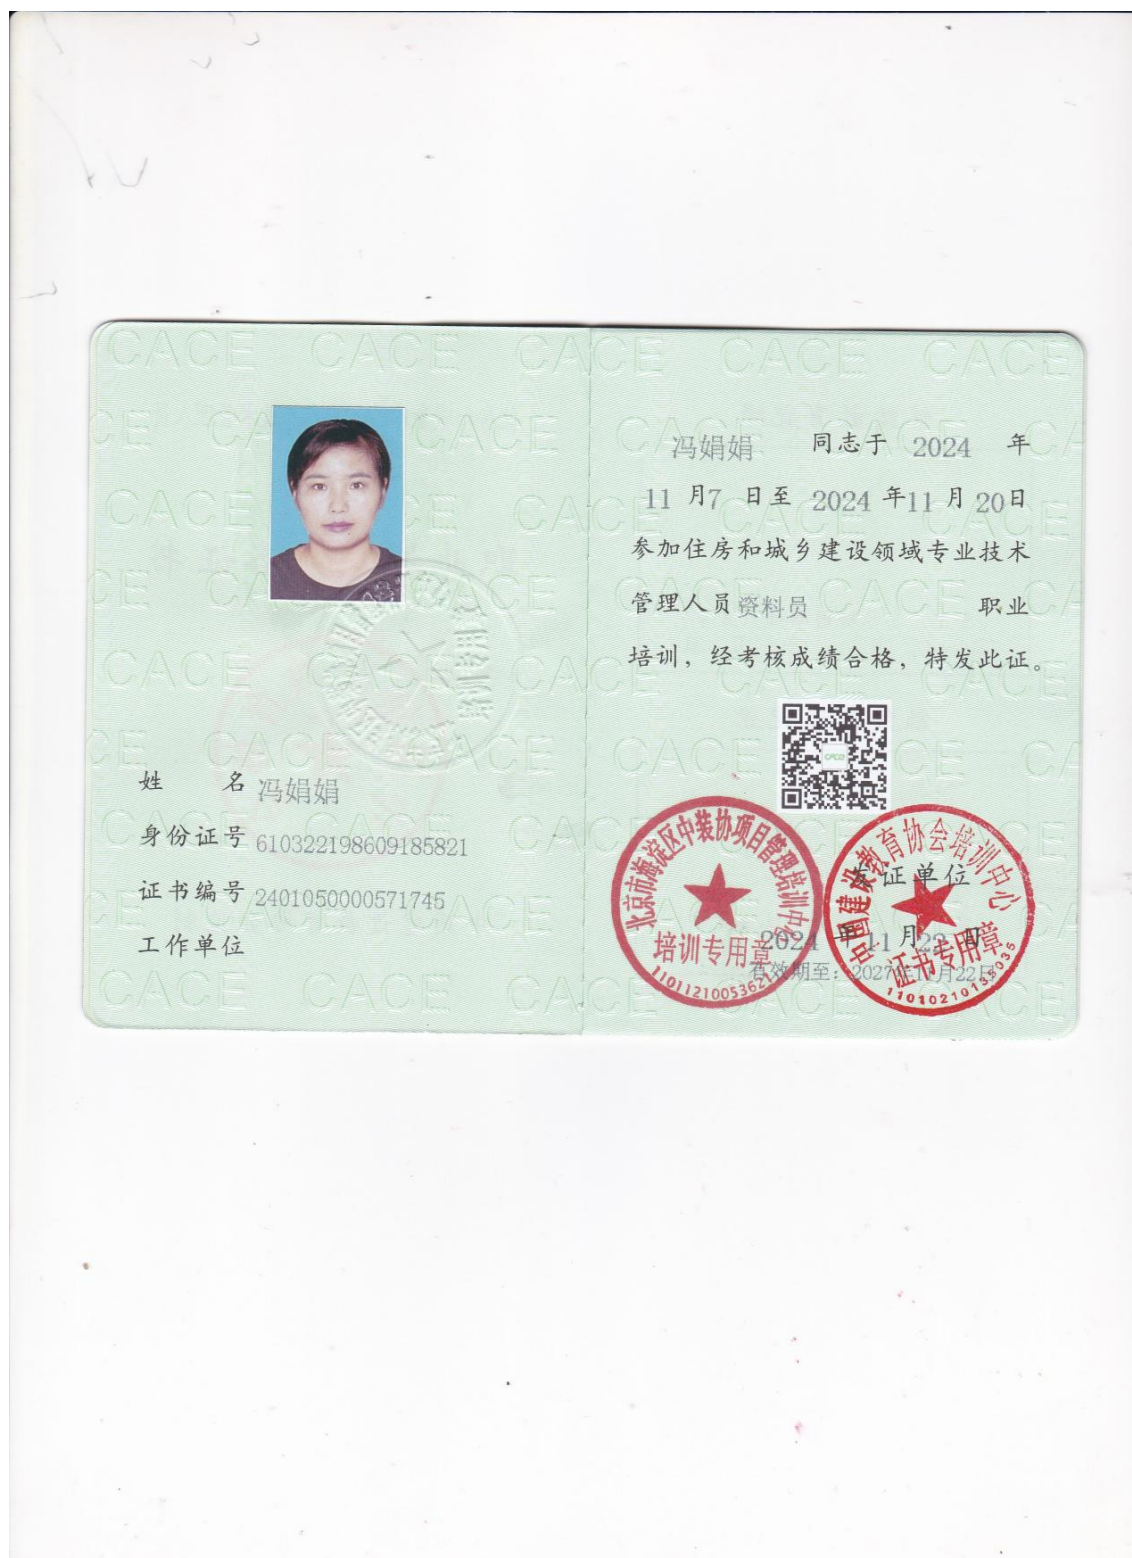 姓 名 冯娟娟
身份证号 610322198609185821
证书编号 2401050000571745
工作单位
冯娟娟 同志于 2024 年
11 月 7 日至 2024 年 11 月 20 日
参加住房和城乡建设领域专业技术
管理人员 资料员 职业
培训，经考核成绩合格，特发此证。
发证单位
2024 年 11 月 22 日
有效期至：2027年11月22日
北京市海淀区中装协项目管理培训中心
培训专用章
中国建设教育协会培训中心
证书专用章
11010210135035
CACE